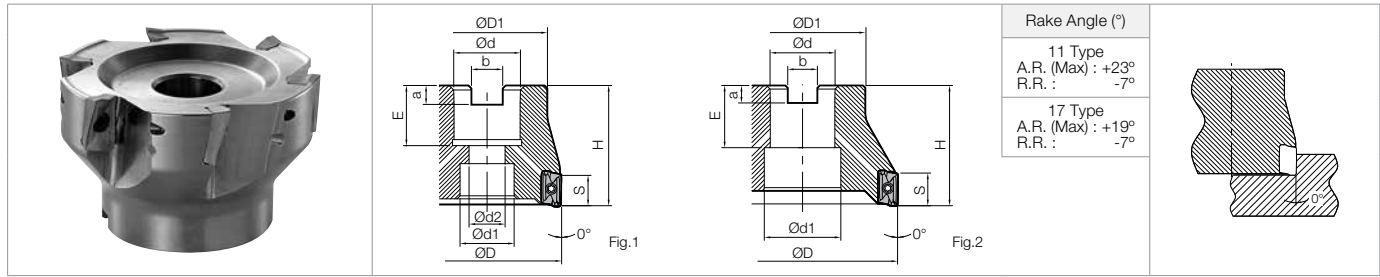 ØD1
Ød
b
a
E
H
S
Ød2
Ød1
ØD
0°
Fig.1
ØD1
Ød
b
a
E
H
S
Ød1
ØD
0°
Fig.2
Rake Angle (°)
11 Type
A.R. (Max) : +23°
R.R. : -7°
17 Type
A.R. (Max) : +19°
R.R. : -7°
0°